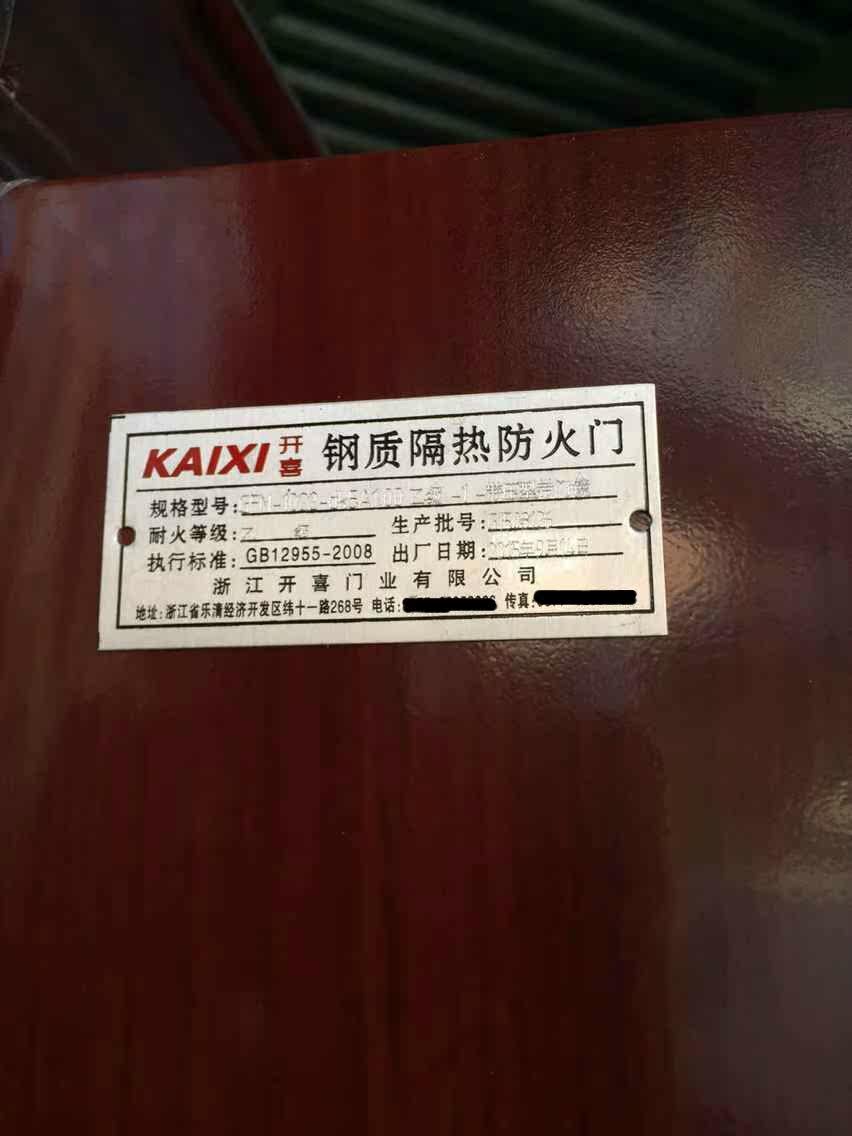 KAIXI 开喜 钢质隔热防火门
规格型号:
耐火等级:乙级 生产批号:
执行标准: GB12955-2008 出厂日期:
浙江开喜门业有限公司
地址:浙江省乐清经济开发区纬十一路268号 电话: 传真: